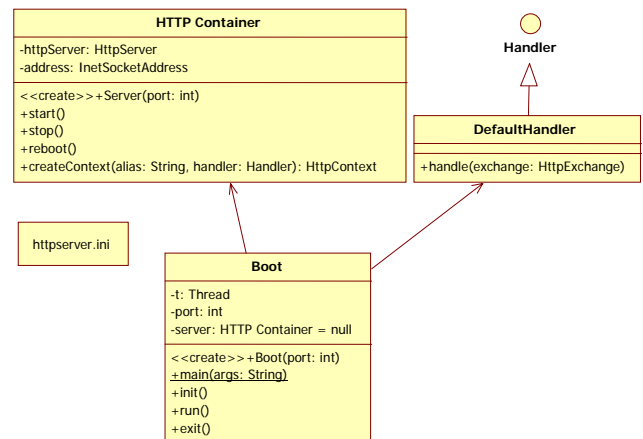 HTTP Container
-httpServer: HttpServer
-address: InetSocketAddress
<<create>>+Server(port: int)
+start()
+stop()
+reboot()
+createContext(alias: String, handler: Handler): HttpContext
Handler
DefaultHandler
+handle(exchange: HttpExchange)
httpserver.ini
Boot
-t: Thread
-port: int
-server: HTTP Container = null
<<create>>+Boot(port: int)
+main(args: String)
+init()
+run()
+exit()